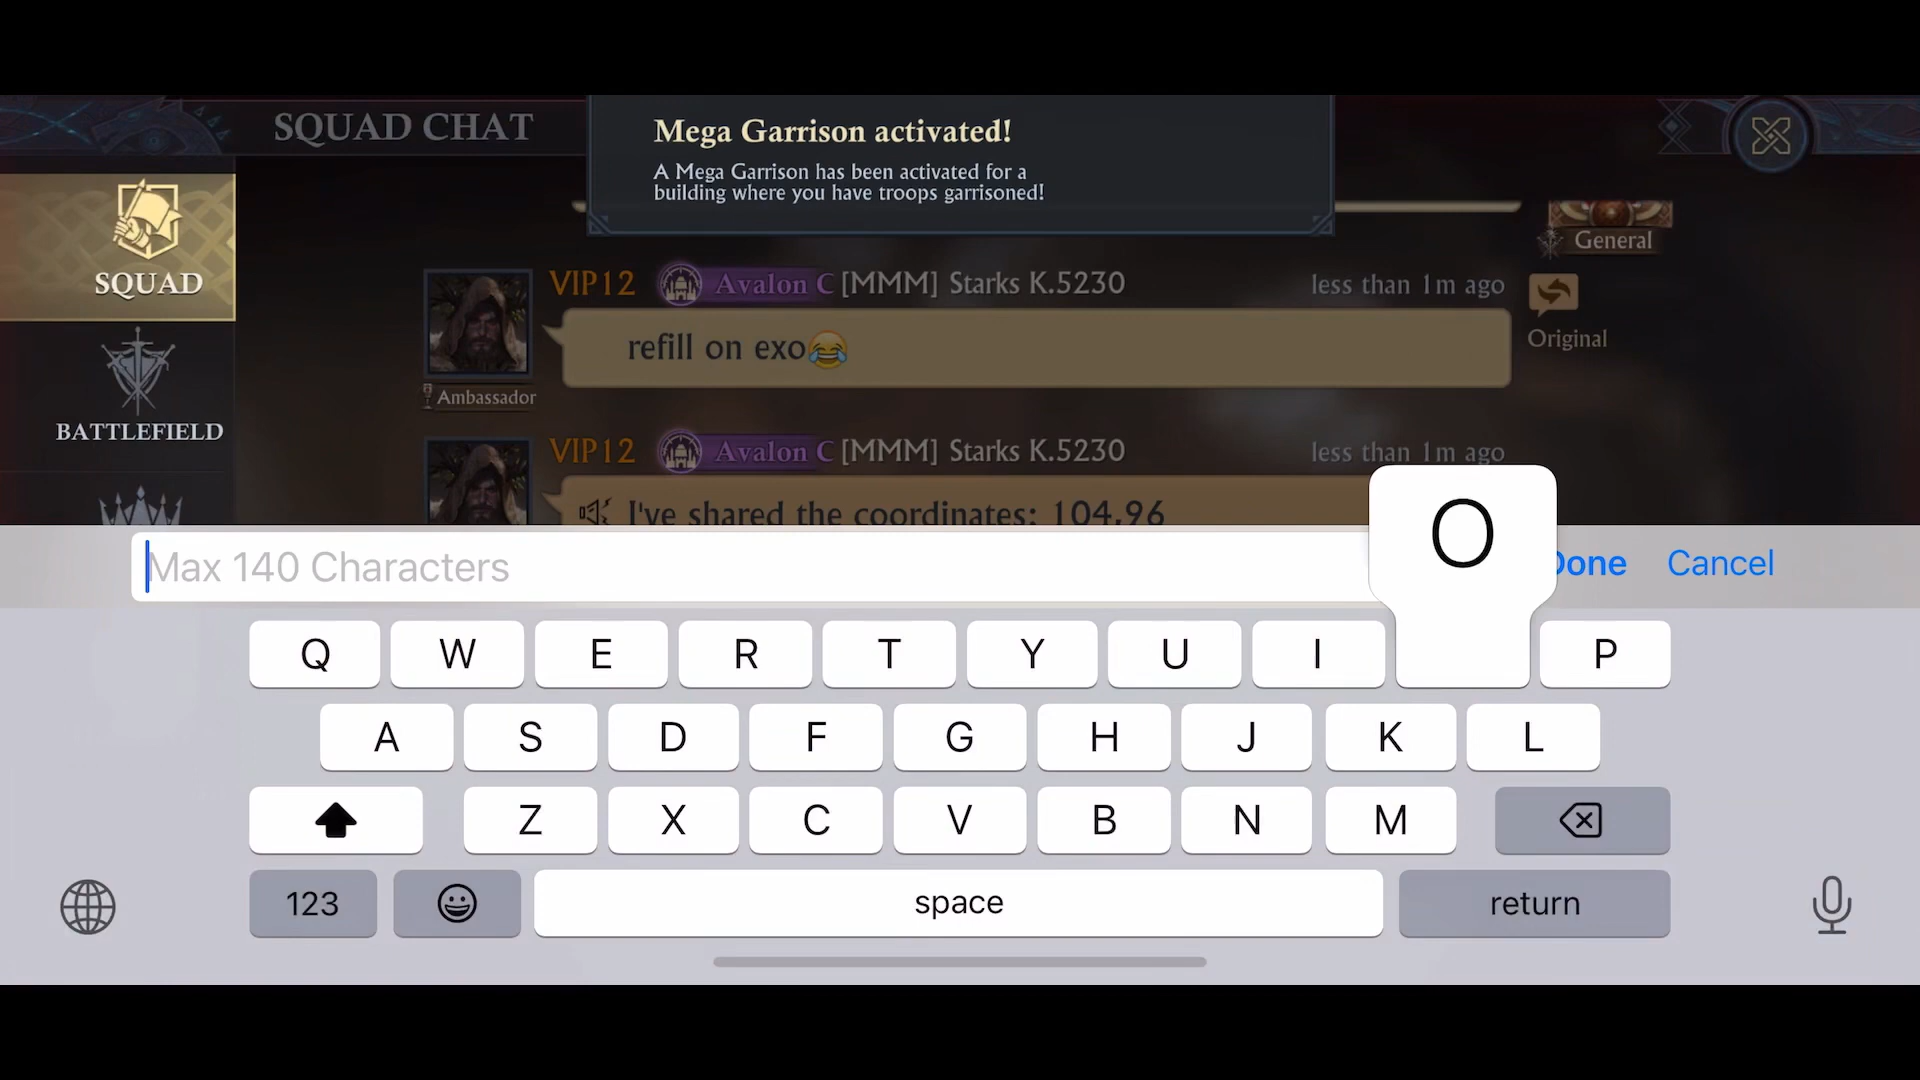 SQUAD CHAT
Mega Garrison activated!
A Mega Garrison has been activated for a
building where you have troops garrisoned!
General
SQUAD
VIP12 Avalon C [MMM] Starks K.5230 less than 1m ago
refill on exo😂
Original
Ambassador
BATTLEFIELD
VIP12 Avalon C [MMM] Starks K.5230 less than 1m ago
I've shared the coordinates: 104,96
Max 140 Characters
O
Done Cancel
Q W E R T Y U I P
A S D F G H J K L
Z X C V B N M
123 space return